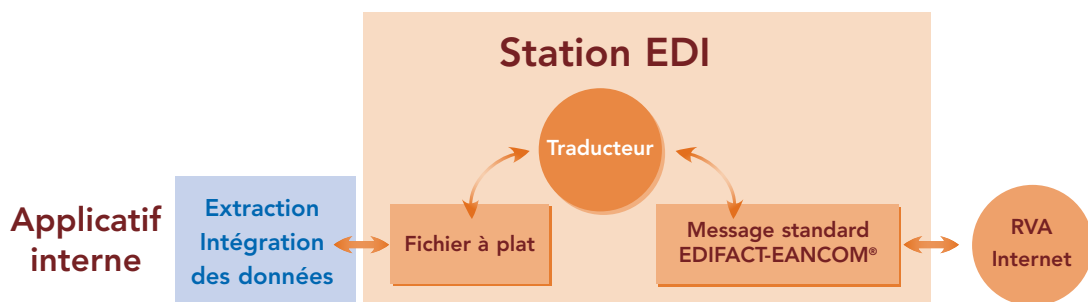 Station EDI
Traducteur
Applicatif
interne
Extraction
Intégration
des données
Fichier à plat
Message standard
EDIFACT-EANCOM®
RVA
Internet